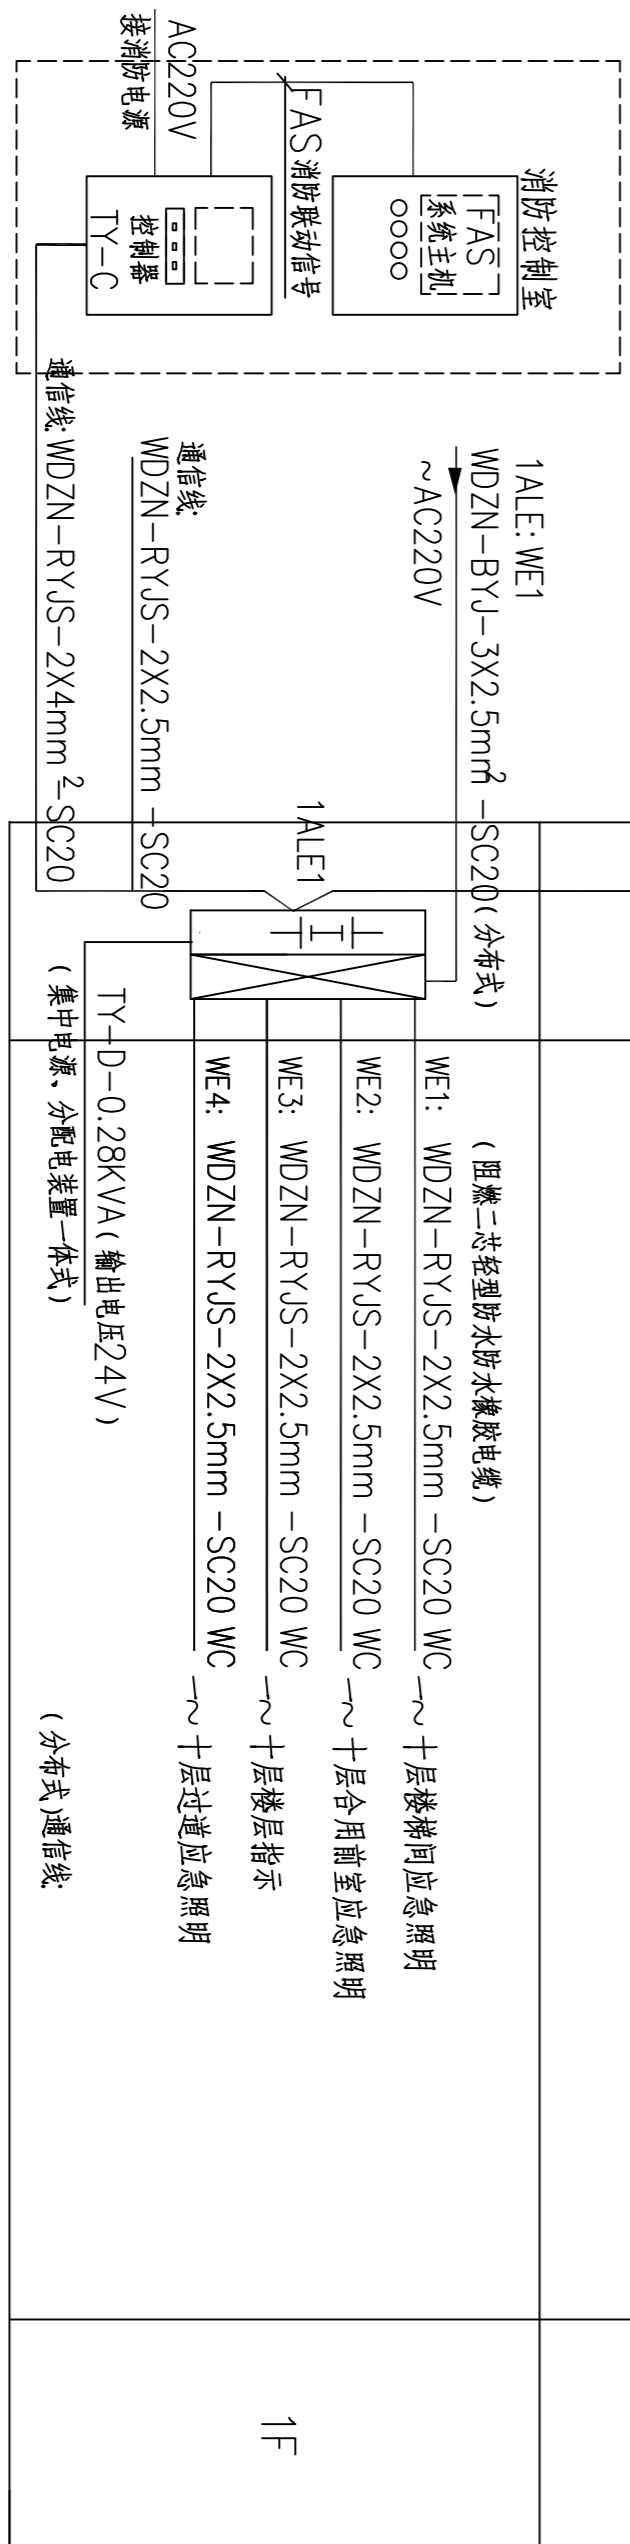 消防控制室
FAS
系统主机
FAS消防联动信号
AC220V
接消防电源
控制器
TY-C
1ALE:WE1
WDZN-BYJ-3X2.5mm²-SC20(分布式)
~AC220V
通信线:
WDZN-RYJS-2X2.5mm -SC20
通信线:WDZN-RYJS-2X4mm²-SC20
1ALE1
TY-D-0.28KVA(输出电压24V)
(集中电源、分配电装置一体式)
(阻燃二芯轻型防水防水橡胶电缆)
WE1: WDZN-RYJS-2X2.5mm -SC20 WC 一~十层楼梯间应急照明
WE2: WDZN-RYJS-2X2.5mm -SC20 WC 一~十层合用前室应急照明
WE3: WDZN-RYJS-2X2.5mm -SC20 WC 一~十层楼层指示
WE4: WDZN-RYJS-2X2.5mm -SC20 WC 一~十层过道应急照明
(分布式)通信线:
1F